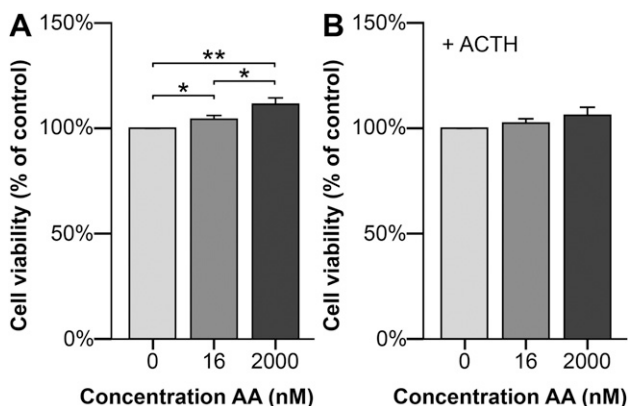 A
150%
100%
50%
0%
Cell viability (% of control)
**
*
*
0
16
2000
Concentration AA (nM)
B
+ ACTH
150%
100%
50%
0%
Cell viability (% of control)
0
16
2000
Concentration AA (nM)